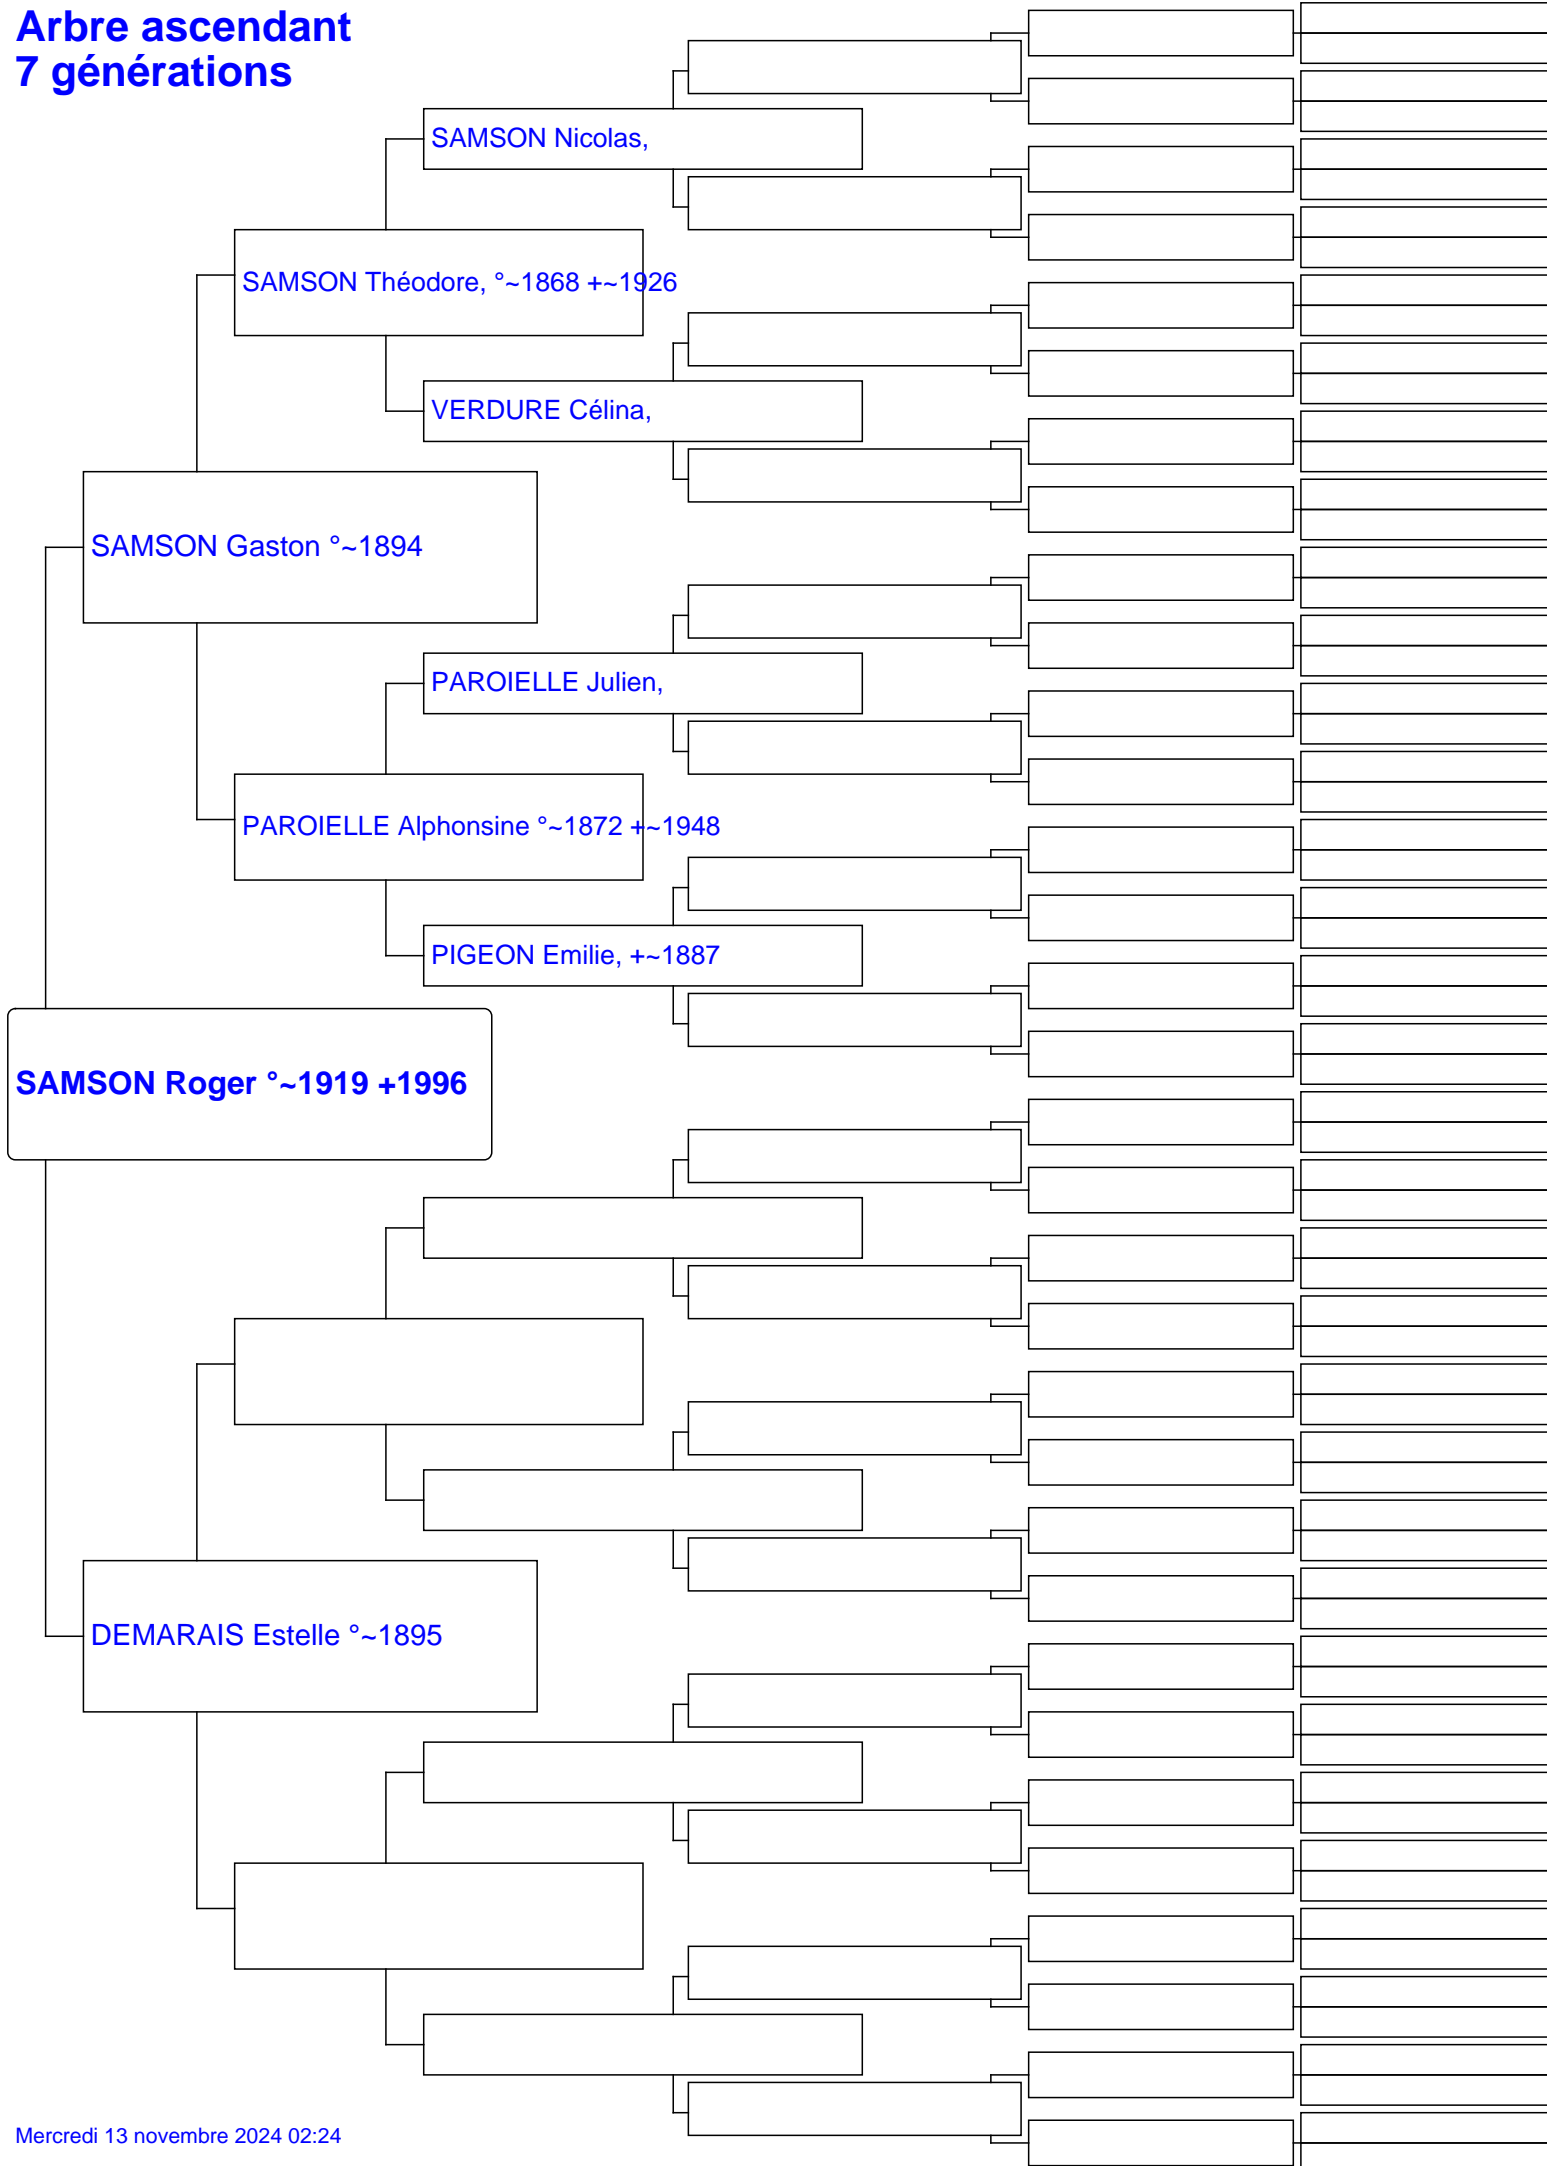 Arbre ascendant
7 générations
SAMSON Nicolas,
SAMSON Théodore, °~1868 +~1926
VERDURE Célina,
SAMSON Gaston °~1894
PAROIELLE Julien,
PAROIELLE Alphonsine °~1872 +~1948
PIGEON Emilie, +~1887
SAMSON Roger °~1919 +1996
DEMARAIS Estelle °~1895
Mercredi 13 novembre 2024 02:24